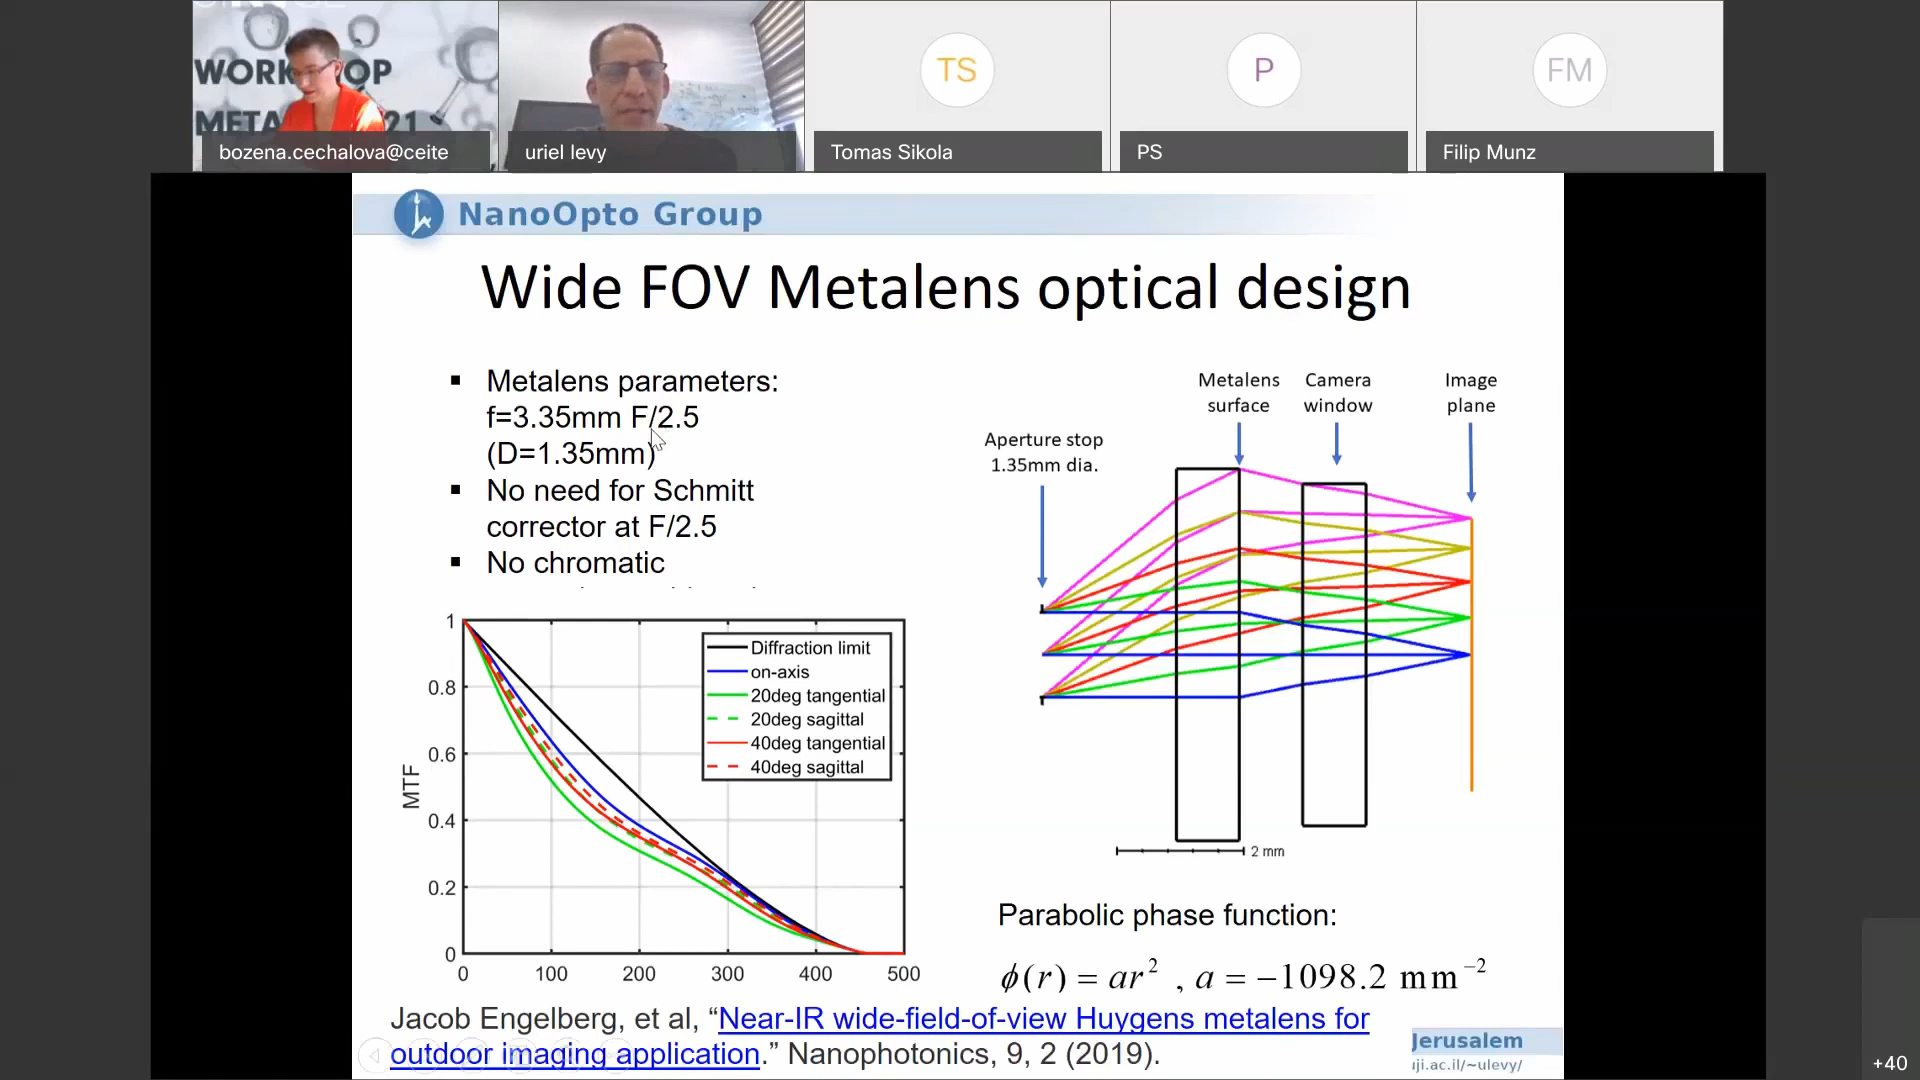 WORKSHOP
META 21
bozena.cechalova@ceite
uriel levy
TS
Tomas Sikola
P
PS
FM
Filip Munz
NanoOpto Group
Wide FOV Metalens optical design
▪ Metalens parameters:
f=3.35mm F/2.5
(D=1.35mm)
▪ No need for Schmitt
corrector at F/2.5
▪ No chromatic
Aperture stop
1.35mm dia.
Metalens
surface
Camera
window
Image
plane
2 mm
MTF
1
0.8
0.6
0.4
0.2
0
0 100 200 300 400 500
Diffraction limit
on-axis
20deg tangential
20deg sagittal
40deg tangential
40deg sagittal
Parabolic phase function:
ϕ(r) = ar² , a = −1098.2 mm⁻²
Jacob Engelberg, et al, “Near-IR wide-field-of-view Huygens metalens for
outdoor imaging application.” Nanophotonics, 9, 2 (2019).
Jerusalem
iji.ac.il/~ulevy/
+40